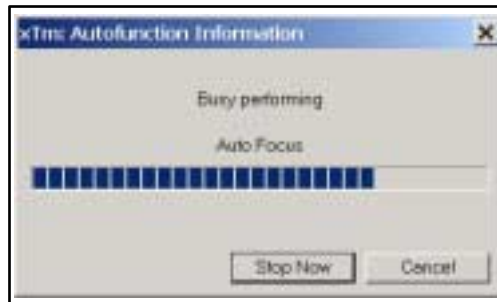 xTm: Autofunction Information
Busy performing
Auto Focus
Stop Now
Cancel